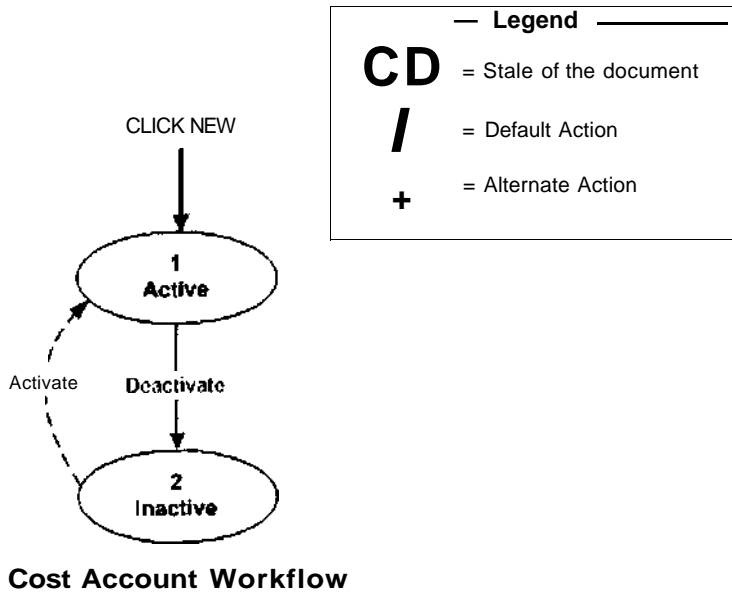 — Legend —
CD = Stale of the document
/ = Default Action
+ = Alternate Action
CLICK NEW
1
Active
Activate
Deactivate
2
Inactive
Cost Account Workflow